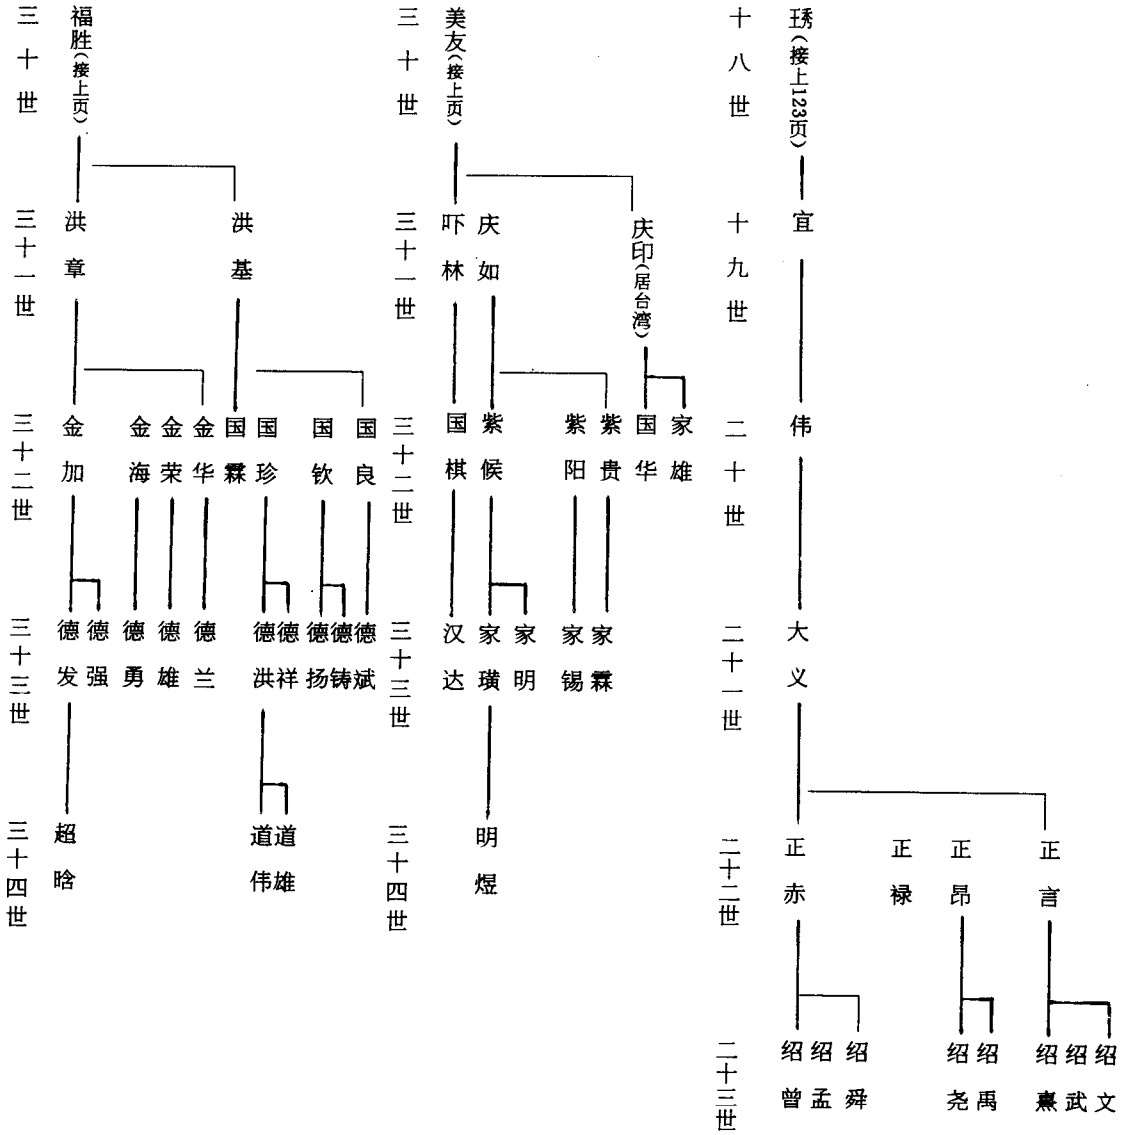 三十世
福胜(接上页)
三十一世
洪章
洪基
三十二世
金加
金海
金荣
金华
国霖
国珍
国钦
国良
三十三世
德发
德强
德勇
德雄
德兰
德洪
德祥
德扬
德铸
德斌
三十四世
超晗
道伟
道雄
三十世
美友(接上页)
三十一世
吓林
庆如
庆印(居台湾)
三十二世
国棋
紫候
紫阳
紫贵
国华
家雄
三十三世
汉达
家璜
家明
家锡
家霖
三十四世
明煜
十八世
琇(接上123页)
十九世
宜
二十世
伟
二十一世
大义
二十二世
正赤
正禄
正昂
正言
二十三世
绍曾
绍孟
绍舜
绍尧
绍禹
绍熹
绍武
绍文